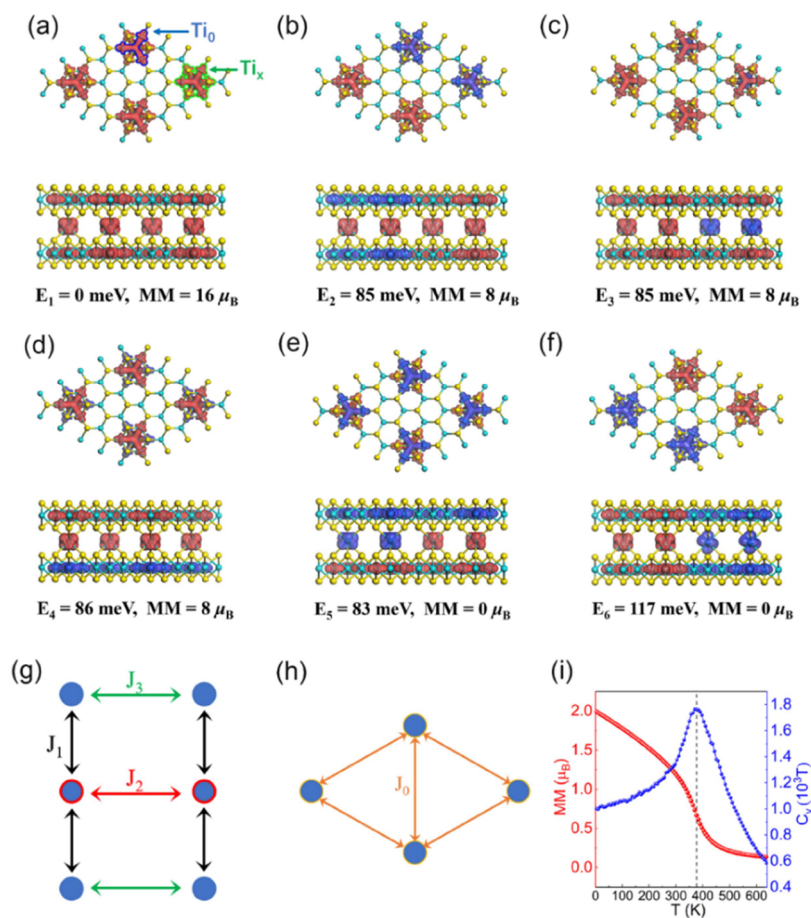 (a)
Ti0
Tix
(b)
(c)
E1 = 0 meV, MM = 16 μB
E2 = 85 meV, MM = 8 μB
E3 = 85 meV, MM = 8 μB
(d)
(e)
(f)
E4 = 86 meV, MM = 8 μB
E5 = 83 meV, MM = 0 μB
E6 = 117 meV, MM = 0 μB
(g)
J3
J1
J2
(h)
J0
(i)
MM (μB)
2.0
1.5
1.0
0.5
0.0
1.8
1.6
1.4
1.2
1.0
0.8
0.6
0.4
Cv (10³T)
0 100 200 300 400 500 600
T (K)